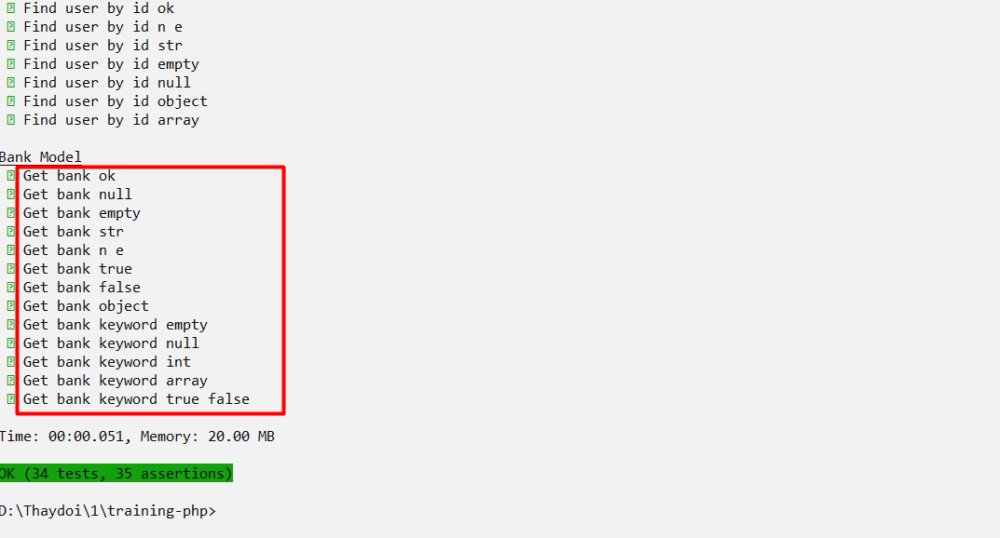 Find user by id ok
Find user by id n e
Find user by id str
Find user by id empty
Find user by id null
Find user by id object
Find user by id array
Bank Model
Get bank ok
Get bank null
Get bank empty
Get bank str
Get bank n e
Get bank true
Get bank false
Get bank object
Get bank keyword empty
Get bank keyword null
Get bank keyword int
Get bank keyword array
Get bank keyword true false
Time: 00:00.051, Memory: 20.00 MB
OK (34 tests, 35 assertions)
D:\Thaydoi\1\training-php>